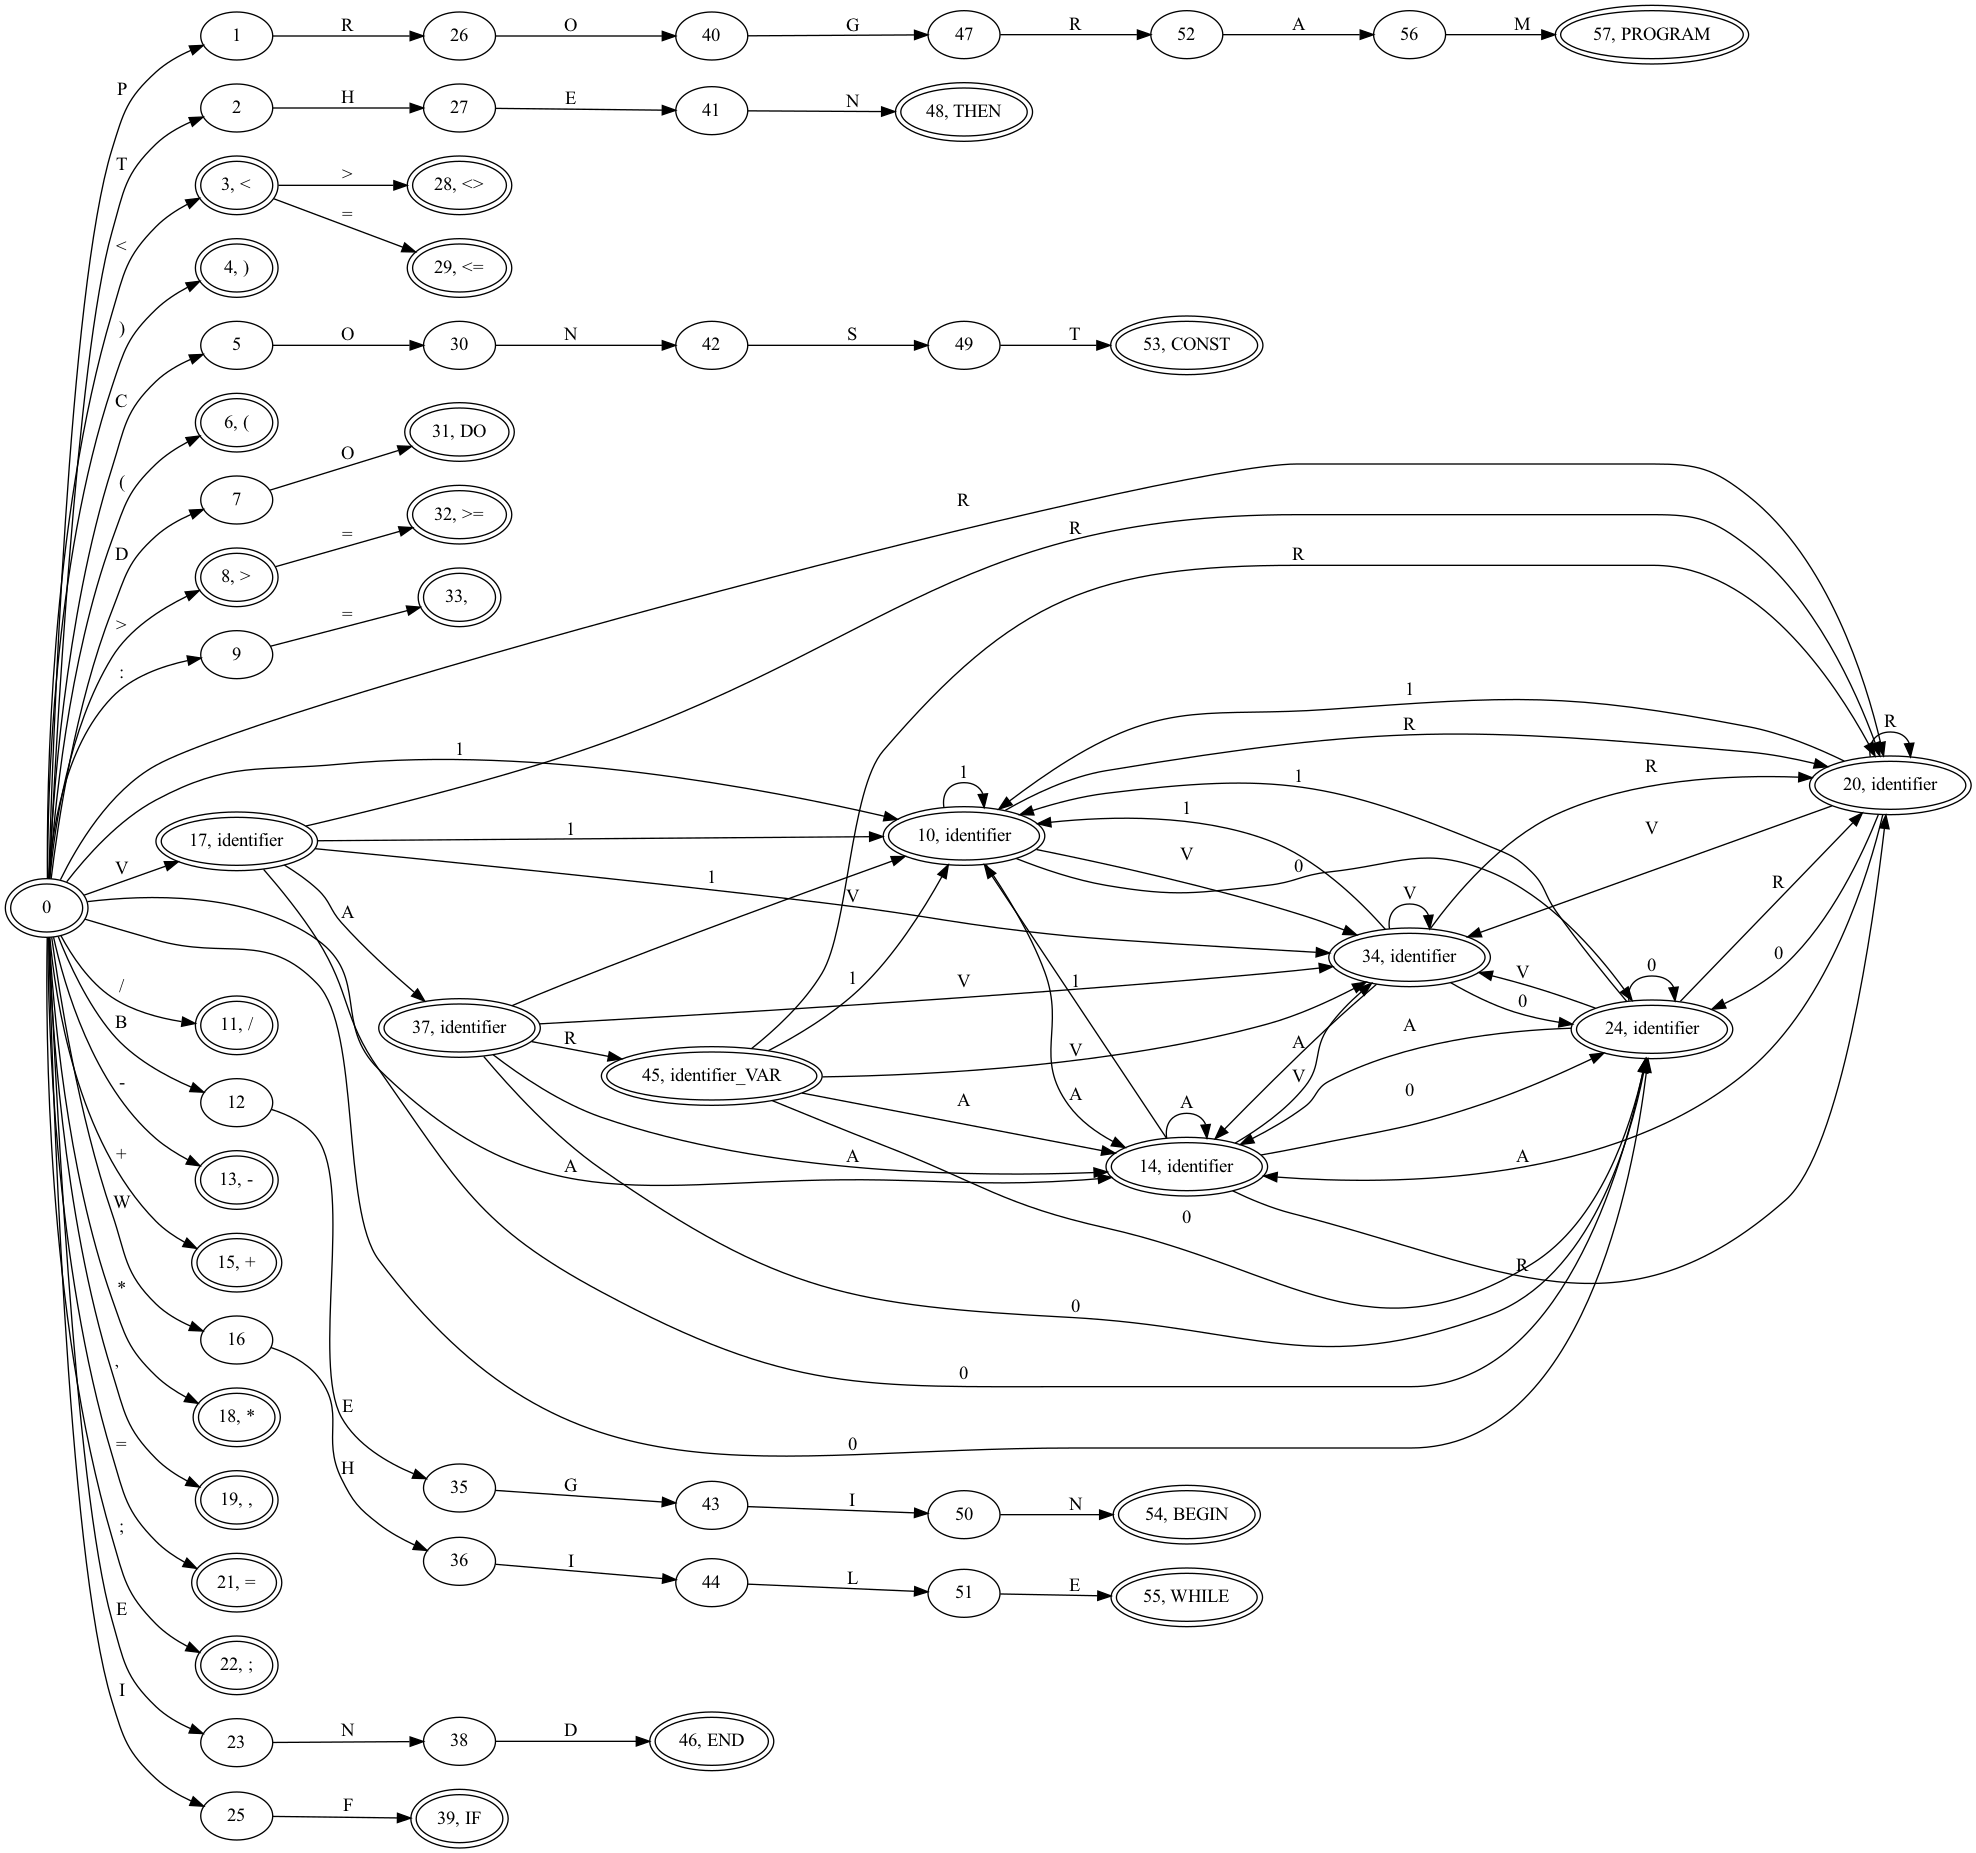 P
1
R
26
O
40
G
47
R
52
A
56
M
57, PROGRAM
T
2
H
27
E
41
N
48, THEN
<
3, <
>
28, <>
=
29, <=
)
4, )
C
5
O
30
N
42
S
49
T
53, CONST
(
6, (
D
7
O
31, DO
>
8, >
=
32, >=
:
9
=
33,
R
R
R
1
R
1
1
R
20, identifier
1
R
1
V
0
1
10, identifier
V
R
V
17, identifier
1
1
V
0
V
34, identifier
0
V
0
24, identifier
0
R
0
A
37, identifier
V
1
1
R
45, identifier_VAR
V
A
V
A
A
A
A
14, identifier
0
A
A
A
0
R
0
0
0
/
11, /
B
12
-
13, -
+
15, +
W
16
*
18, *
,
19, ,
=
21, =
;
22, ;
E
35
G
43
I
50
N
54, BEGIN
H
36
I
44
L
51
E
55, WHILE
E
23
N
38
D
46, END
I
25
F
39, IF